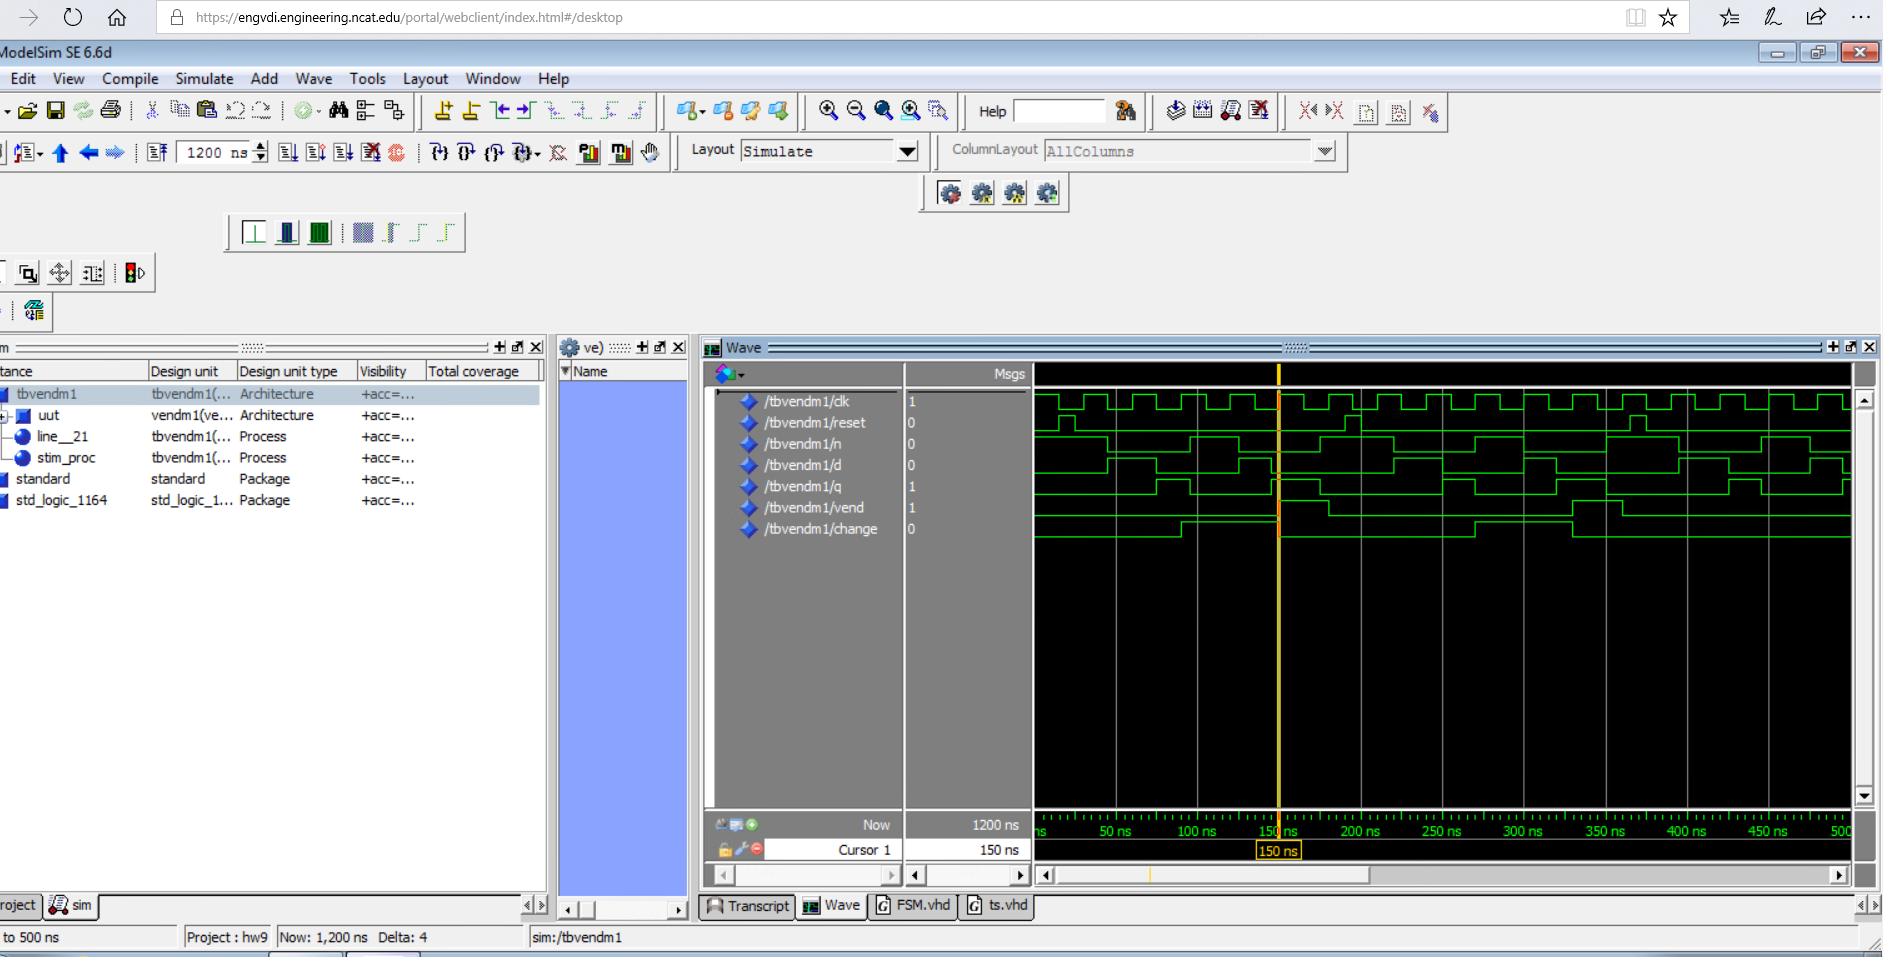 https://engvdi.engineering.ncat.edu/portal/webclient/index.html#/desktop
ModelSim SE 6.6d
Edit View Compile Simulate Add Wave Tools Layout Window Help
Help
1200 ns
Layout Simulate
ColumnLayout AllColumns
m
ve)
Wave
tance Design unit Design unit type Visibility Total coverage
Name
Msgs
tbvendm1 tbvendm1(... Architecture +acc=...
uut vendm1(ve... Architecture +acc=...
line__21 tbvendm1(... Process +acc=...
stim_proc tbvendm1(... Process +acc=...
standard standard Package +acc=...
std_logic_1164 std_logic_1... Package +acc=...
/tbvendm1/clk 1
/tbvendm1/reset 0
/tbvendm1/n 0
/tbvendm1/d 0
/tbvendm1/q 1
/tbvendm1/vend 1
/tbvendm1/change 0
Now 1200 ns
ns 50 ns 100 ns 150 ns 200 ns 250 ns 300 ns 350 ns 400 ns 450 ns 500
Cursor 1 150 ns
150 ns
roject sim
Transcript Wave FSM.vhd ts.vhd
to 500 ns Project : hw9 Now: 1,200 ns Delta: 4 sim:/tbvendm1